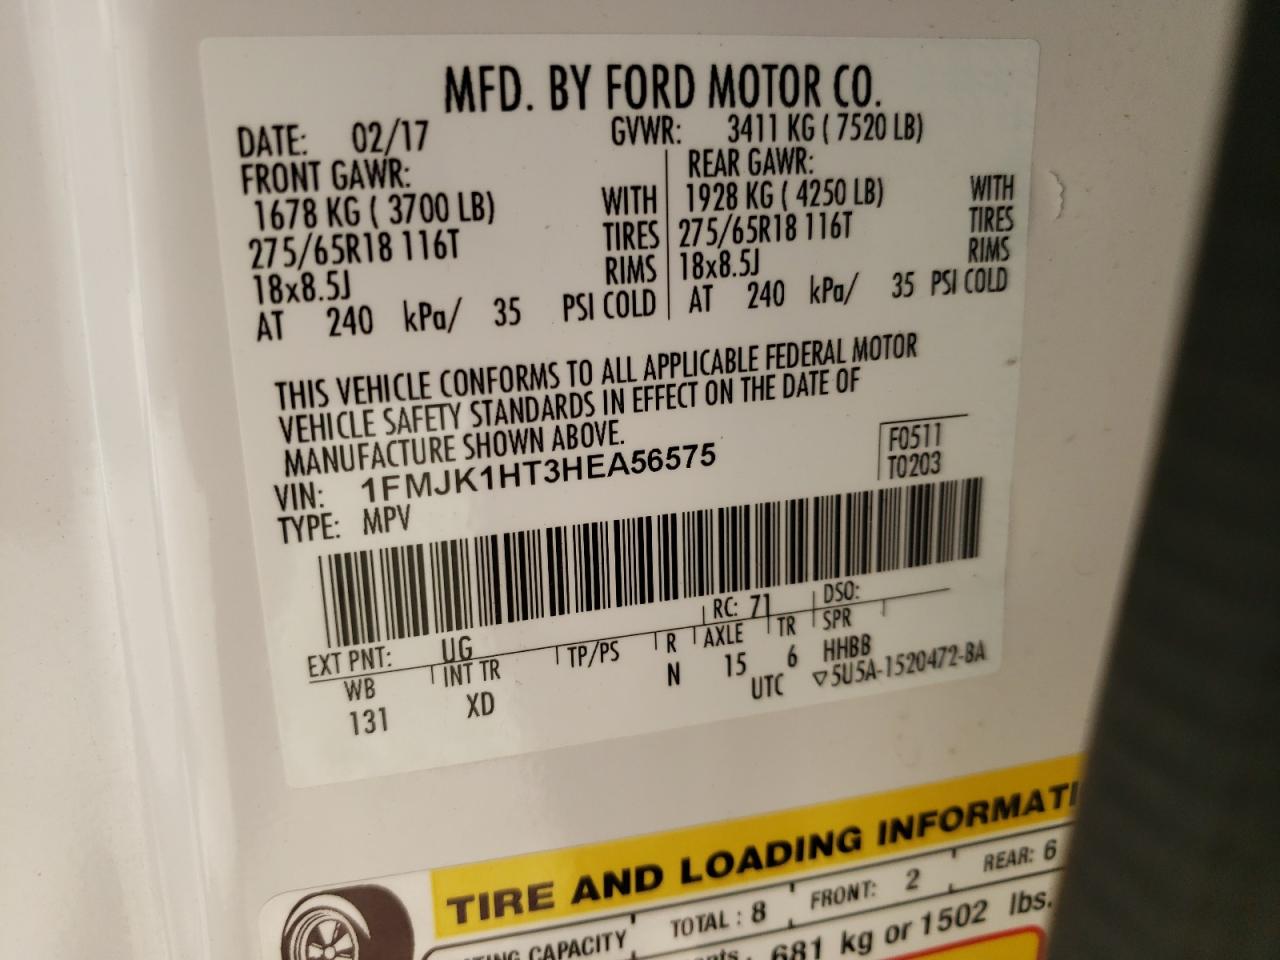 MFD. BY FORD MOTOR CO.
DATE: 02/17 GVWR: 3411 KG ( 7520 LB)
FRONT GAWR: REAR GAWR:
1678 KG ( 3700 LB) WITH 1928 KG ( 4250 LB) WITH
275/65R18 116T TIRES 275/65R18 116T TIRES
18x8.5J RIMS 18x8.5J RIMS
AT 240 kPa/ 35 PSI COLD AT 240 kPa/ 35 PSI COLD
THIS VEHICLE CONFORMS TO ALL APPLICABLE FEDERAL MOTOR
VEHICLE SAFETY STANDARDS IN EFFECT ON THE DATE OF
MANUFACTURE SHOWN ABOVE.
F0511
VIN: 1FMJK1HT3HEA56575 T0203
TYPE: MPV
EXT PNT: UG RC: 71 DSO:
WB INT TR TP/PS R AXLE TR SPR
131 XD N 15 6 HHBB
UTC ▽5U5A-1520472-BA
TIRE AND LOADING INFORMATI
CAPACITY TOTAL : 8 FRONT: 2 REAR: 6
681 kg or 1502 lbs.